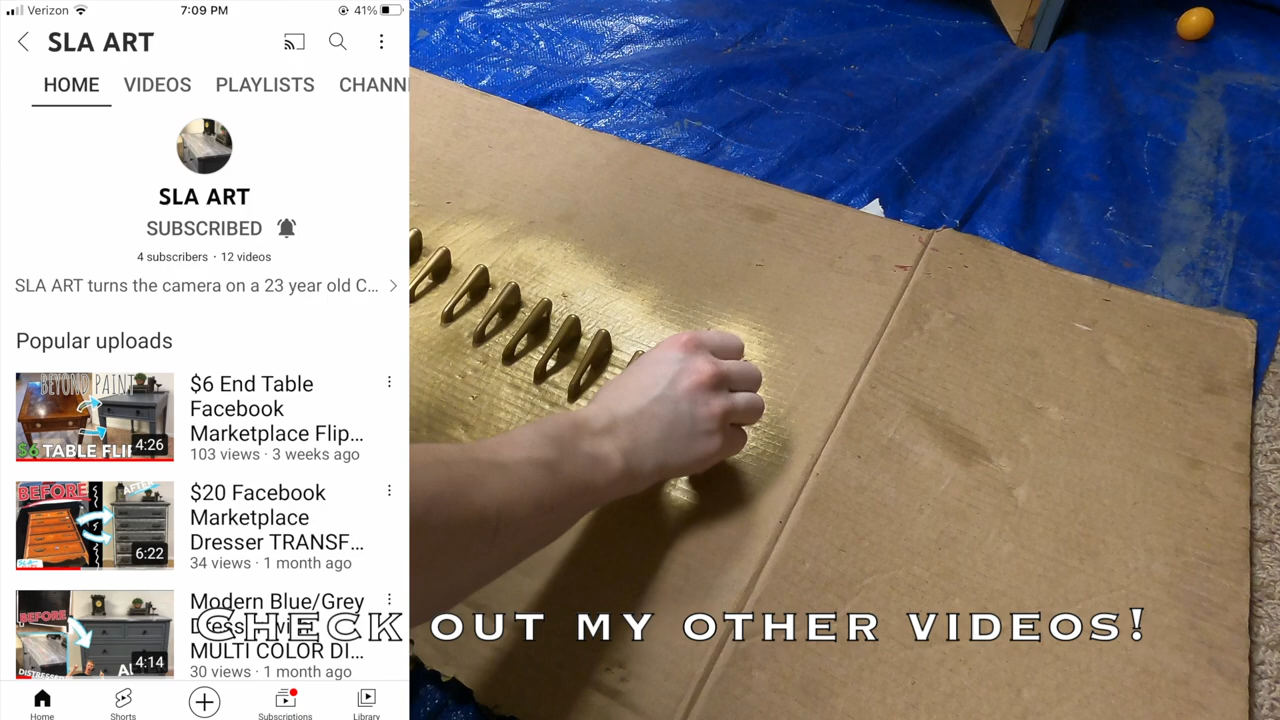 Verizon 7:09 PM 41%
SLA ART
HOME VIDEOS PLAYLISTS CHANN
SLA ART
SUBSCRIBED
4 subscribers · 12 videos
SLA ART turns the camera on a 23 year old C...
Popular uploads
BEYOND PAINT
$6 TABLE FLIP
4:26
$6 End Table
Facebook
Marketplace Flip...
103 views · 3 weeks ago
BEFORE
AFTER
6:22
$20 Facebook
Marketplace
Dresser TRANSF...
34 views · 1 month ago
BEFORE
DISTRESSED
4:14
Modern Blue/Grey
MULTI COLOR DI...
30 views · 1 month ago
Check out my other videos!
Home Shorts Subscriptions Library